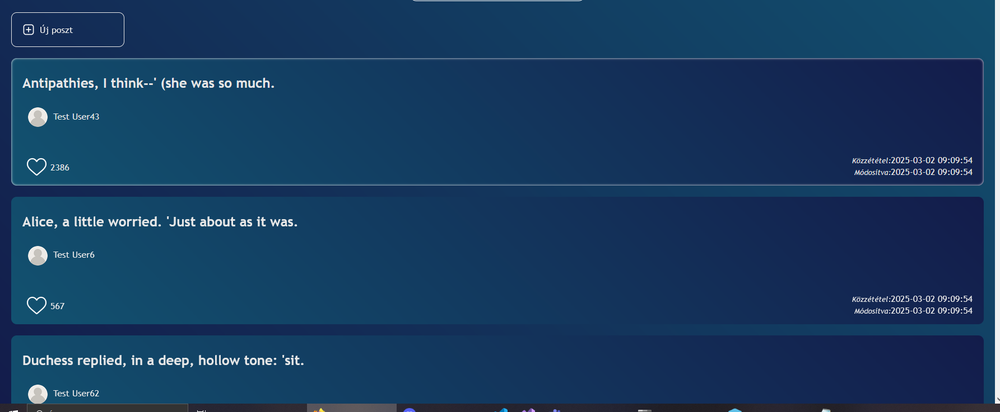 Új poszt
Antipathies, I think--' (she was so much.
Test User43
2386
Közzététel:2025-03-02 09:09:54
Módosítva:2025-03-02 09:09:54
Alice, a little worried. 'Just about as it was.
Test User6
567
Közzététel:2025-03-02 09:09:54
Módosítva:2025-03-02 09:09:54
Duchess replied, in a deep, hollow tone: 'sit.
Test User62